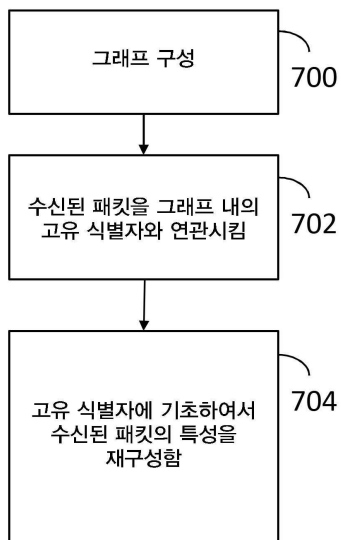 그래프 구성
700
수신된 패킷을 그래프 내의
고유 식별자와 연관시킴
702
고유 식별자에 기초하여서
수신된 패킷의 특성을
재구성함
704